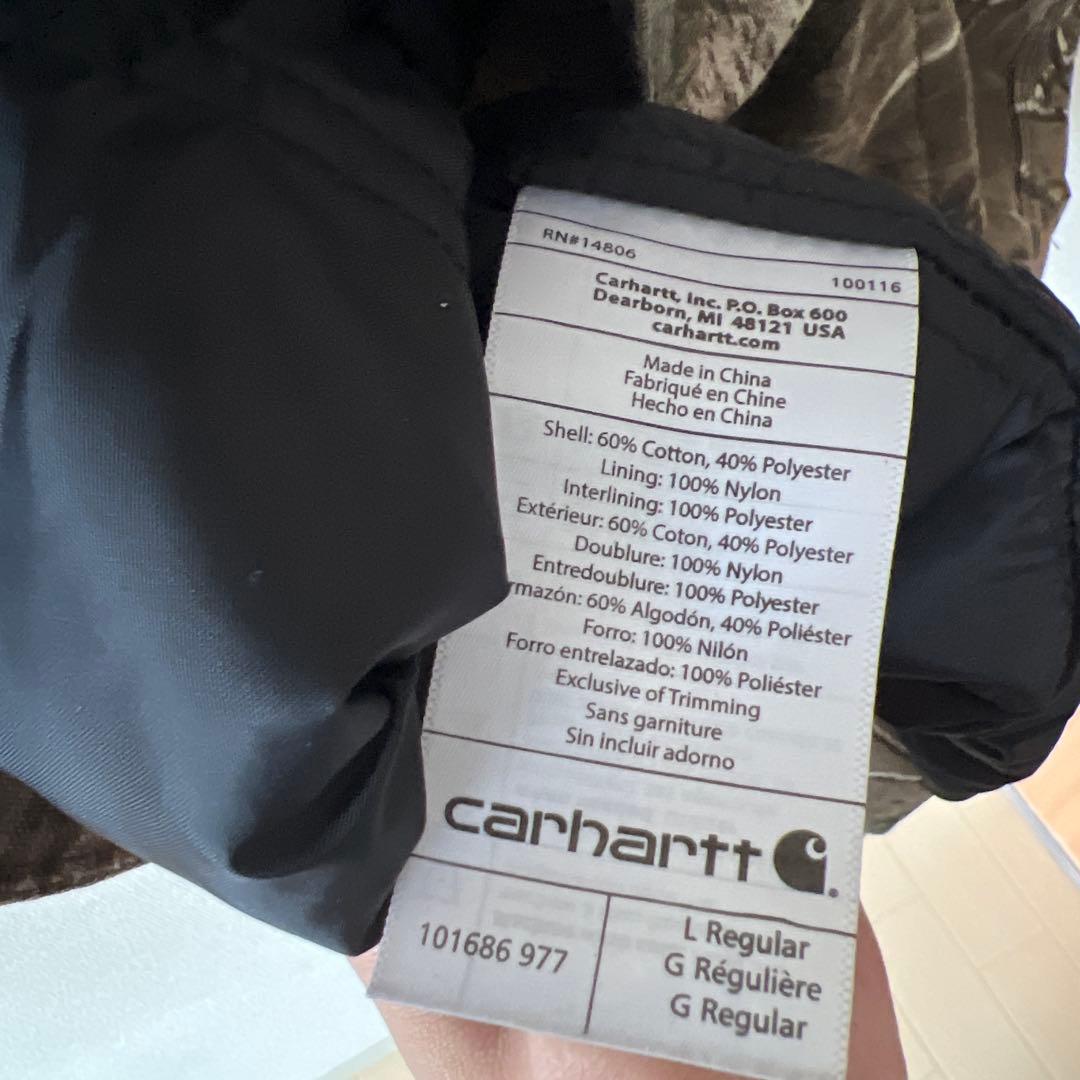 RN#14806
100116
Carhartt, Inc. P.O. Box 600
Dearborn, MI 48121 USA
carhartt.com
Made in China
Fabriqué en Chine
Hecho en China
Shell: 60% Cotton, 40% Polyester
Lining: 100% Nylon
Interlining: 100% Polyester
Extérieur: 60% Coton, 40% Polyester
Doublure: 100% Nylon
Entredoublure: 100% Polyester
rmazón: 60% Algodón, 40% Poliéster
Forro: 100% Nilón
Forro entrelazado: 100% Poliéster
Exclusive of Trimming
Sans garniture
Sin incluir adorno
carhartt
101686 977
L Regular
G Régulière
G Regular